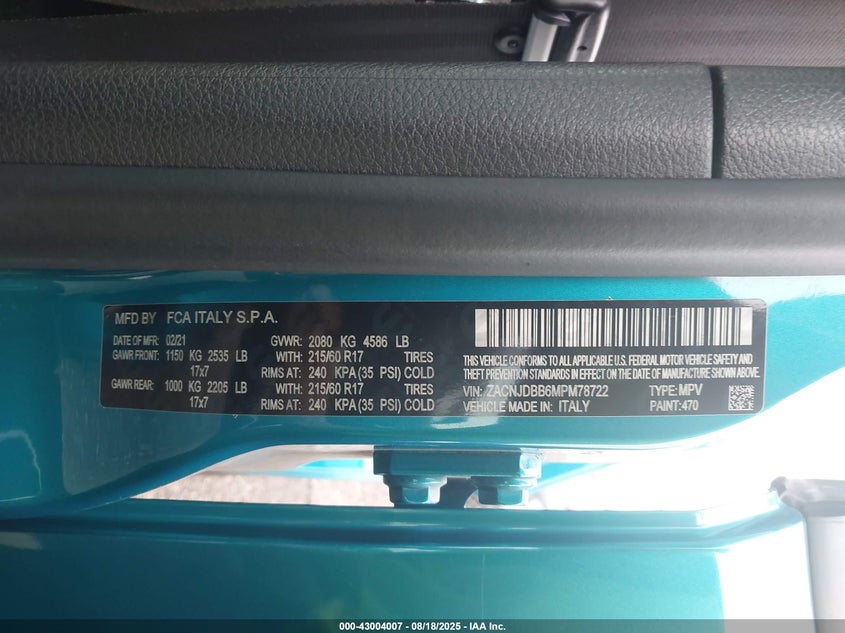 MFD BY FCA ITALY S.P.A.
DATE OF MFR: 02/21 GVWR: 2080 KG 4586 LB
GAWR FRONT: 1150 KG 2535 LB WITH: 215/60 R17 TIRES
17x7 RIMS AT: 240 KPA (35 PSI) COLD
GAWR REAR: 1000 KG 2205 LB WITH: 215/60 R17 TIRES
17x7 RIMS AT: 240 KPA (35 PSI) COLD
THIS VEHICLE CONFORMS TO ALL APPLICABLE U.S. FEDERAL MOTOR VEHICLE SAFETY AND
THEFT PREVENTION STANDARDS IN EFFECT ON THE DATE OF MANUFACTURE SHOWN ABOVE.
VIN: ZACNJDBB6MPM78722 TYPE: MPV
VEHICLE MADE IN ITALY PAINT: 470
000-43004007 - 08/18/2025 - IAA Inc.